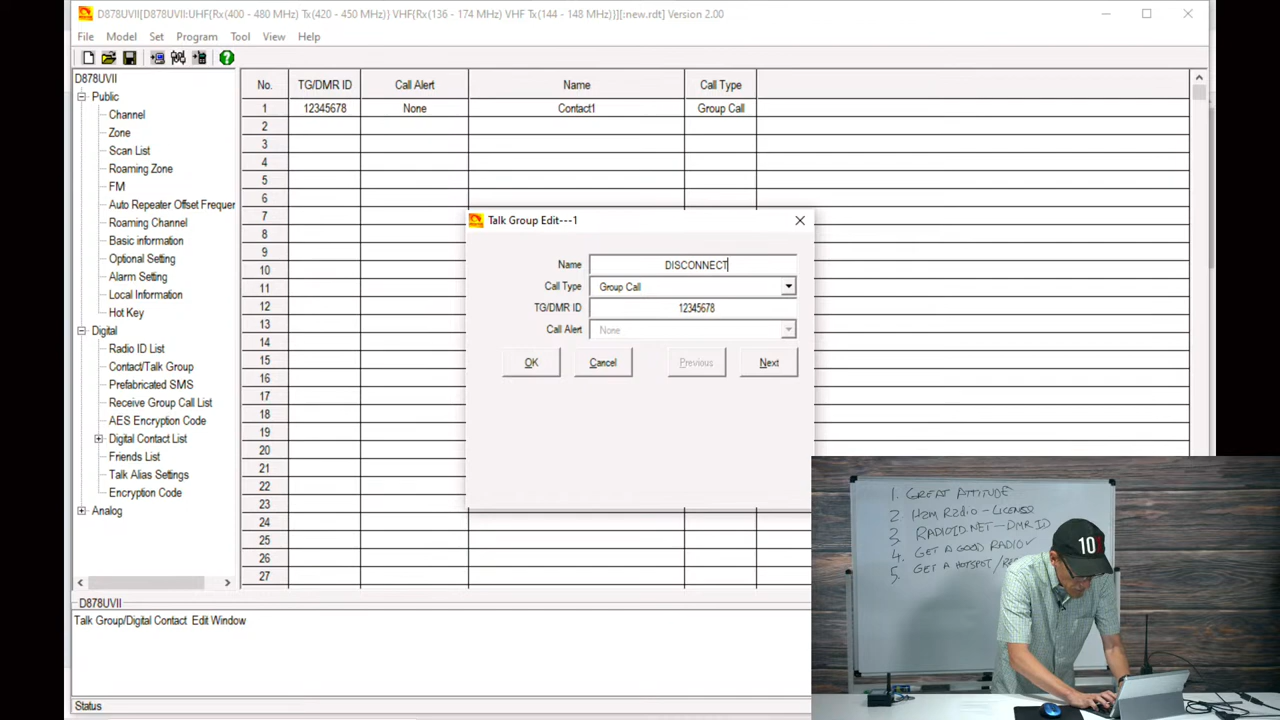 D878UVII[D878UVII:UHF{Rx(400 - 480 MHz) Tx(420 - 450 MHz)} VHF{Rx(136 - 174 MHz) VHF Tx(144 - 148 MHz)}][:new.rdt] Version 2.00
File Model Set Program Tool View Help
D878UVII
Public
Channel
Zone
Scan List
Roaming Zone
FM
Auto Repeater Offset Frequen
Roaming Channel
Basic information
Optional Setting
Alarm Setting
Local Information
Hot Key
Digital
Radio ID List
Contact/Talk Group
Prefabricated SMS
Receive Group Call List
AES Encryption Code
Digital Contact List
Friends List
Talk Alias Settings
Encryption Code
Analog
No. TG/DMR ID Call Alert Name Call Type
1 12345678 None Contact1 Group Call
2
3
4
5
6
7
8
9
10
11
12
13
14
15
16
17
18
19
20
21
22
23
24
25
26
27
Talk Group Edit---1
Name DISCONNECT
Call Type Group Call
TG/DMR ID 12345678
Call Alert None
OK Cancel Previous Next
D878UVII
Talk Group/Digital Contact Edit Window
Status
1. GREAT ATTITUDE
2. HAM RADIO - LICENSE
3. RADIOID.NET - DMR ID
4. GET A GOOD RADIO ✓
5. GET A HOTSPOT /
10